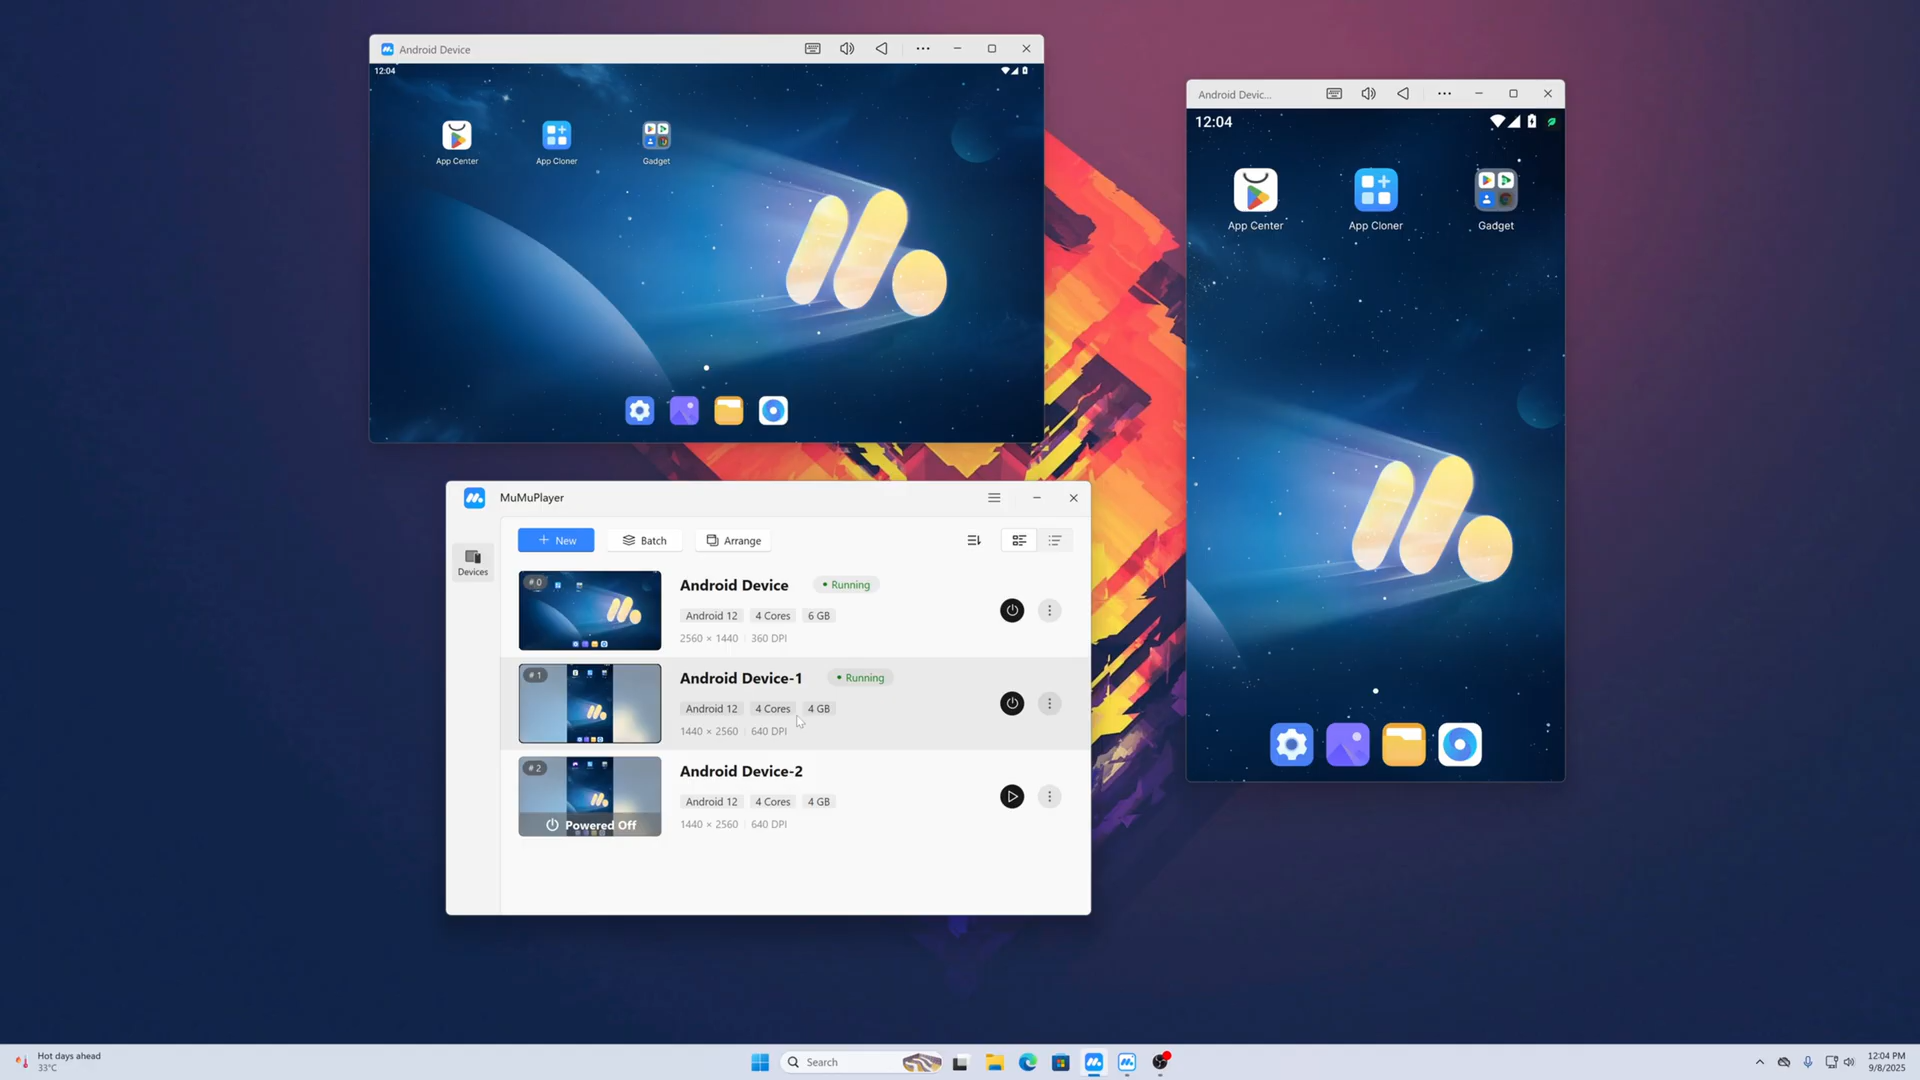 Android Device
12:04
App Center
App Cloner
Gadget
Android Devic...
12:04
App Center
App Cloner
Gadget
MuMuPlayer
Devices
+ New
Batch
Arrange
# 0
Android Device
• Running
Android 12
4 Cores
6 GB
2560 × 1440 | 360 DPI
# 1
Android Device-1
• Running
Android 12
4 Cores
4 GB
1440 × 2560 | 640 DPI
# 2
Powered Off
Android Device-2
Android 12
4 Cores
4 GB
1440 × 2560 | 640 DPI
Hot days ahead
33°C
Search
12:04 PM
9/8/2025